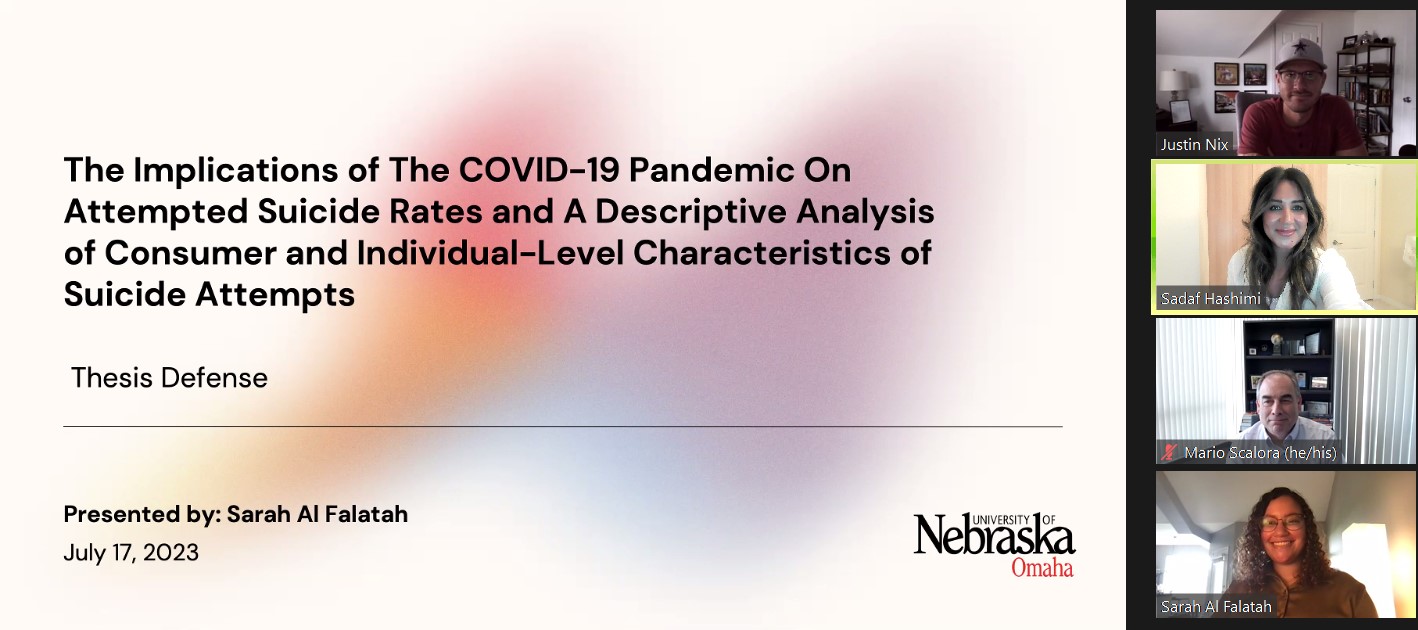 The Implications of The COVID-19 Pandemic On
Attempted Suicide Rates and A Descriptive Analysis
of Consumer and Individual-Level Characteristics of
Suicide Attempts
Thesis Defense
Presented by: Sarah Al Falatah
July 17, 2023
UNIVERSITY OF
Nebraska
Omaha
Justin Nix
Sadaf Hashimi
Mario Scalora (he/his)
Sarah Al Falatah